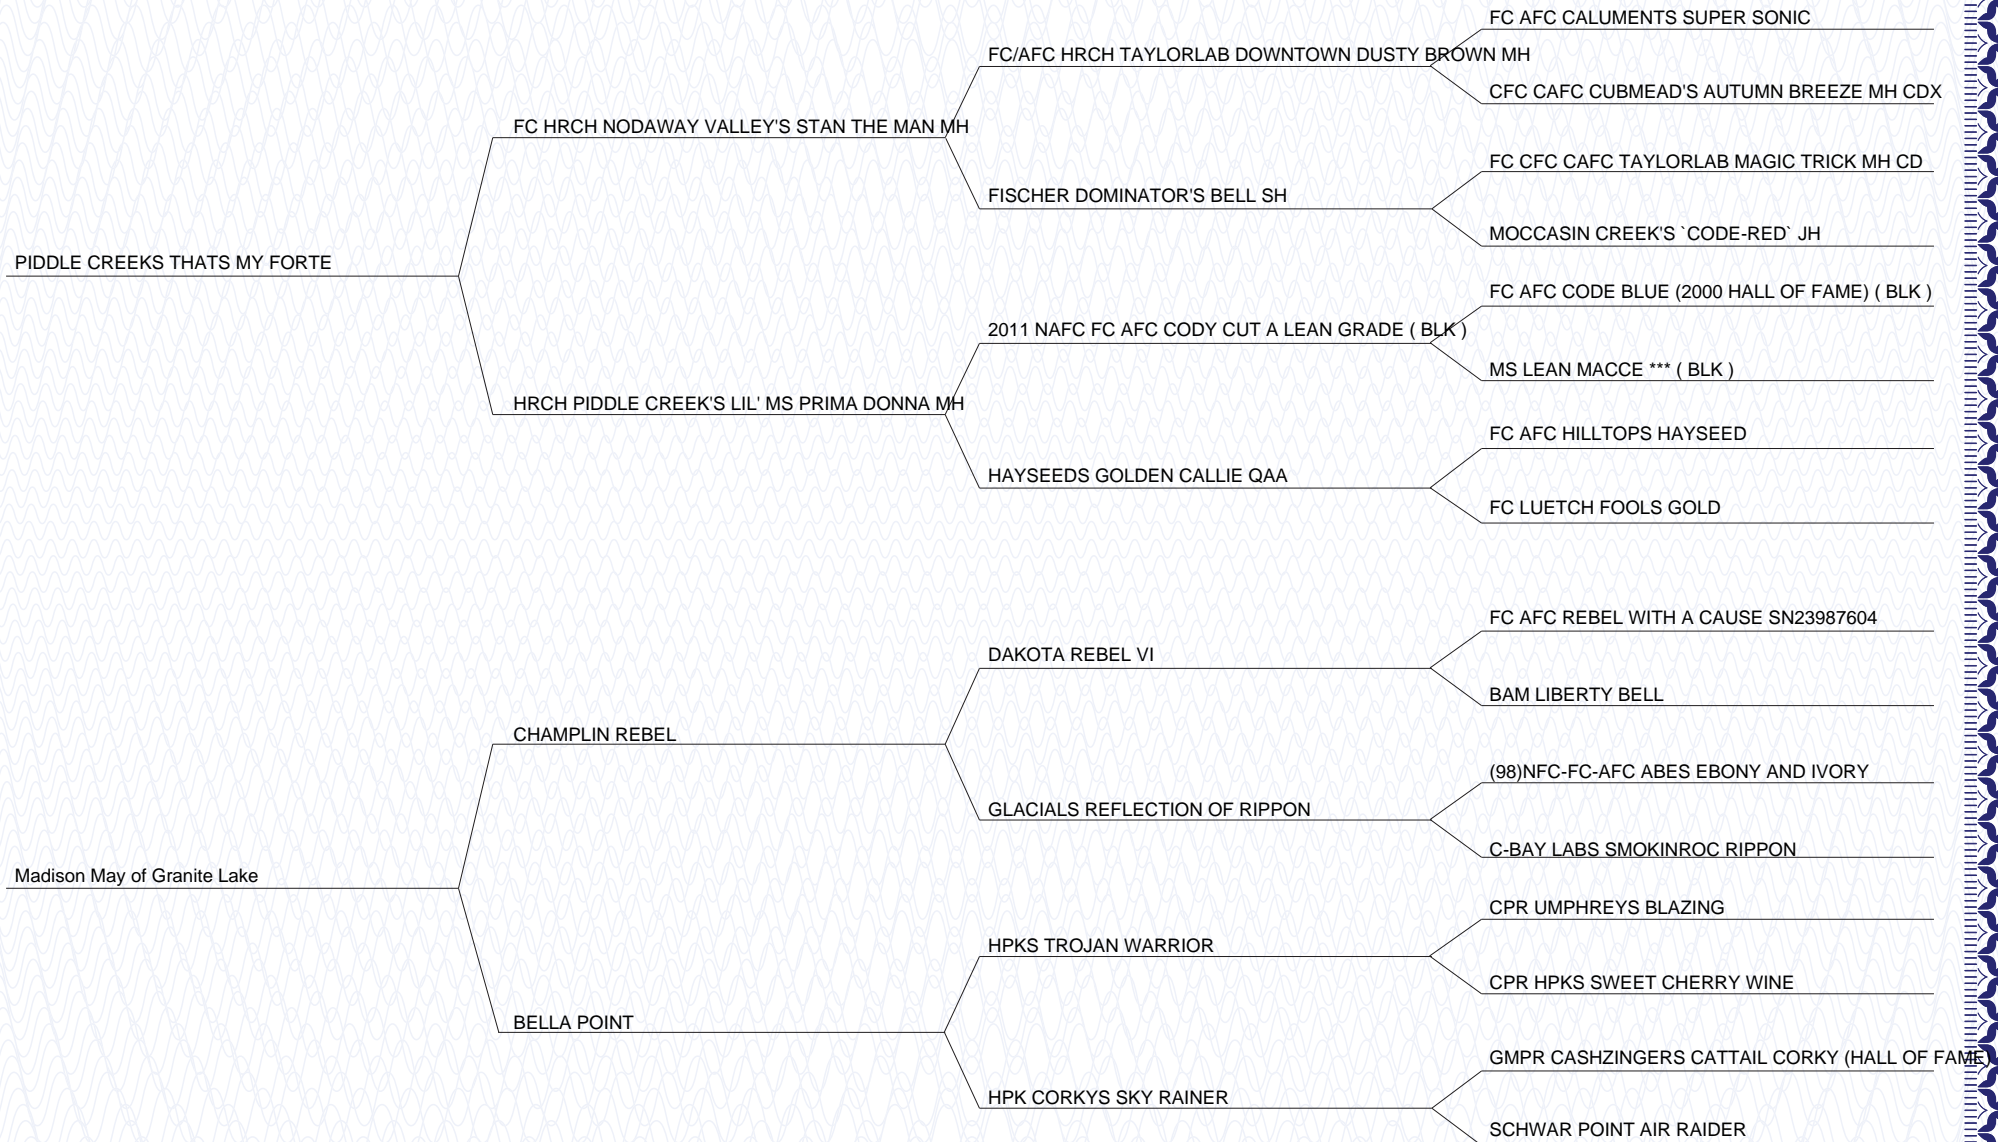 FC AFC CALUMENTS SUPER SONIC
FC/AFC HRCH TAYLORLAB DOWNTOWN DUSTY BROWN MH
CFC CAFC CUBMEAD'S AUTUMN BREEZE MH CDX
FC HRCH NODAWAY VALLEY'S STAN THE MAN MH
FC CFC CAFC TAYLORLAB MAGIC TRICK MH CD
FISCHER DOMINATOR'S BELL SH
MOCCASIN CREEK'S `CODE-RED` JH
PIDDLE CREEKS THATS MY FORTE
FC AFC CODE BLUE (2000 HALL OF FAME) ( BLK )
2011 NAFC FC AFC CODY CUT A LEAN GRADE ( BLK )
MS LEAN MACCE *** ( BLK )
HRCH PIDDLE CREEK'S LIL' MS PRIMA DONNA MH
FC AFC HILLTOPS HAYSEED
HAYSEEDS GOLDEN CALLIE QAA
FC LUETCH FOOLS GOLD
FC AFC REBEL WITH A CAUSE SN23987604
DAKOTA REBEL VI
BAM LIBERTY BELL
CHAMPLIN REBEL
(98)NFC-FC-AFC ABES EBONY AND IVORY
GLACIALS REFLECTION OF RIPPON
C-BAY LABS SMOKINROC RIPPON
Madison May of Granite Lake
CPR UMPHREYS BLAZING
HPKS TROJAN WARRIOR
CPR HPKS SWEET CHERRY WINE
BELLA POINT
GMPR CASHZINGERS CATTAIL CORKY (HALL OF FAME)
HPK CORKYS SKY RAINER
SCHWAR POINT AIR RAIDER